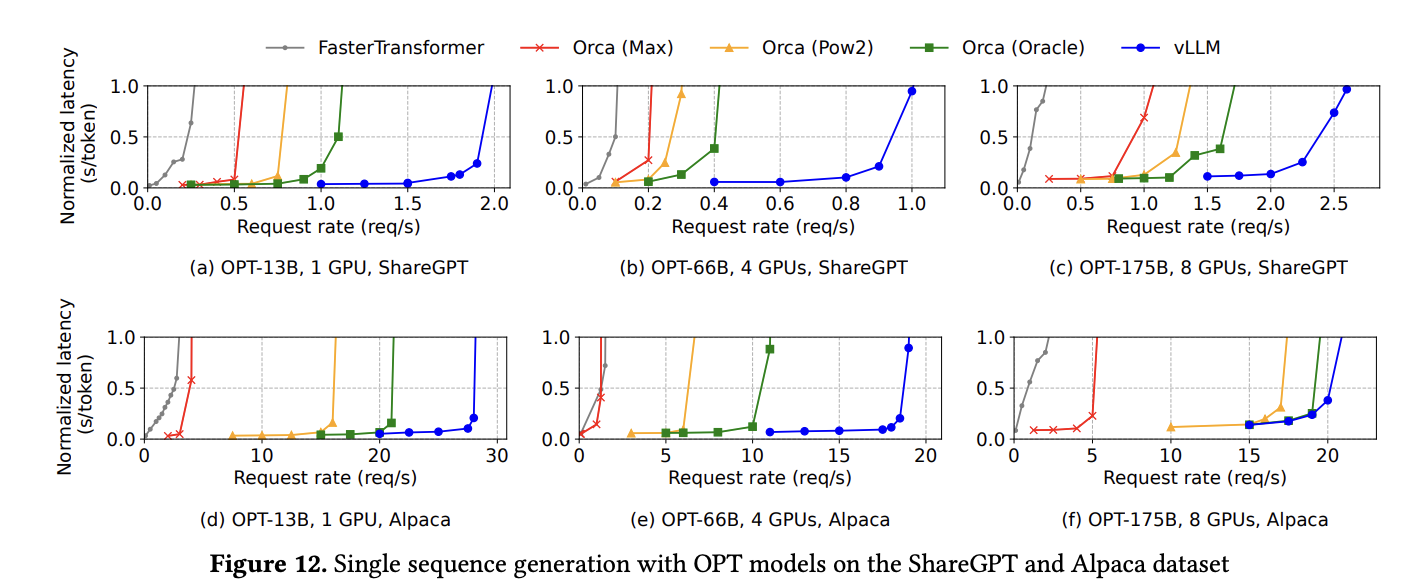 FasterTransformer Orca (Max) Orca (Pow2) Orca (Oracle) vLLM
Normalized latency
(s/token)
1.0
0.5
0.0
0.0 0.5 1.0 1.5 2.0
Request rate (req/s)
(a) OPT-13B, 1 GPU, ShareGPT
1.0
0.5
0.0
0.0 0.2 0.4 0.6 0.8 1.0
Request rate (req/s)
(b) OPT-66B, 4 GPUs, ShareGPT
1.0
0.5
0.0
0.0 0.5 1.0 1.5 2.0 2.5
Request rate (req/s)
(c) OPT-175B, 8 GPUs, ShareGPT
Normalized latency
(s/token)
1.0
0.5
0.0
0 10 20 30
Request rate (req/s)
(d) OPT-13B, 1 GPU, Alpaca
1.0
0.5
0.0
0 5 10 15 20
Request rate (req/s)
(e) OPT-66B, 4 GPUs, Alpaca
1.0
0.5
0.0
0 5 10 15 20
Request rate (req/s)
(f) OPT-175B, 8 GPUs, Alpaca
Figure 12. Single sequence generation with OPT models on the ShareGPT and Alpaca dataset